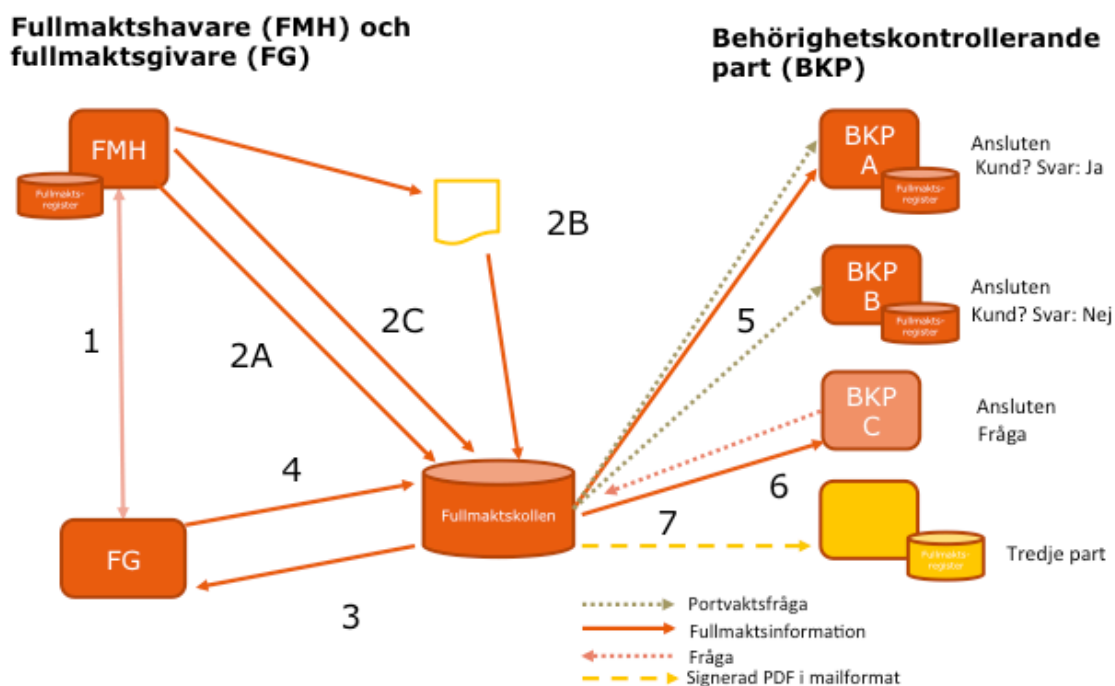 Fullmaktshavare (FMH) och
fullmaktsgivare (FG)
Behörighetskontrollerande
part (BKP)
FMH
Fullmakts-
register
2B
1
2A
2C
4
FG
3
Fullmaktskollen
5
6
7
BKP
A
Fullmakts-
register
Ansluten
Kund? Svar: Ja
BKP
B
Fullmakts-
register
Ansluten
Kund? Svar: Nej
BKP
C
Ansluten
Fråga
Fullmakts-
register
Tredje part
Portvaktsfråga
Fullmaktsinformation
Fråga
Signerad PDF i mailformat